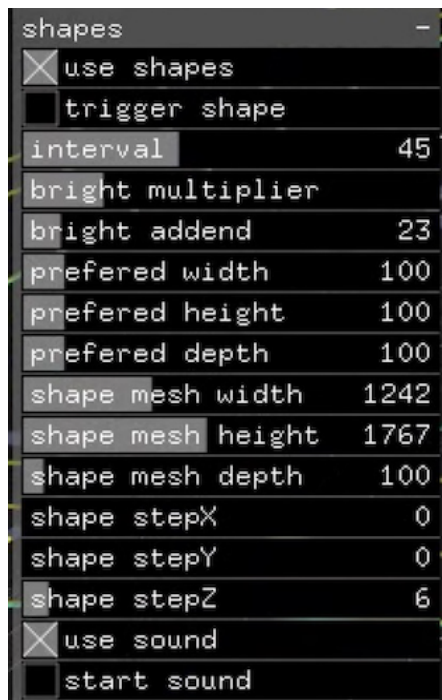 shapes −
use shapes
trigger shape
interval 45
bright multiplier
bright addend 23
prefered width 100
prefered height 100
prefered depth 100
shape mesh width 1242
shape mesh height 1767
shape mesh depth 100
shape stepX 0
shape stepY 0
shape stepZ 6
use sound
start sound